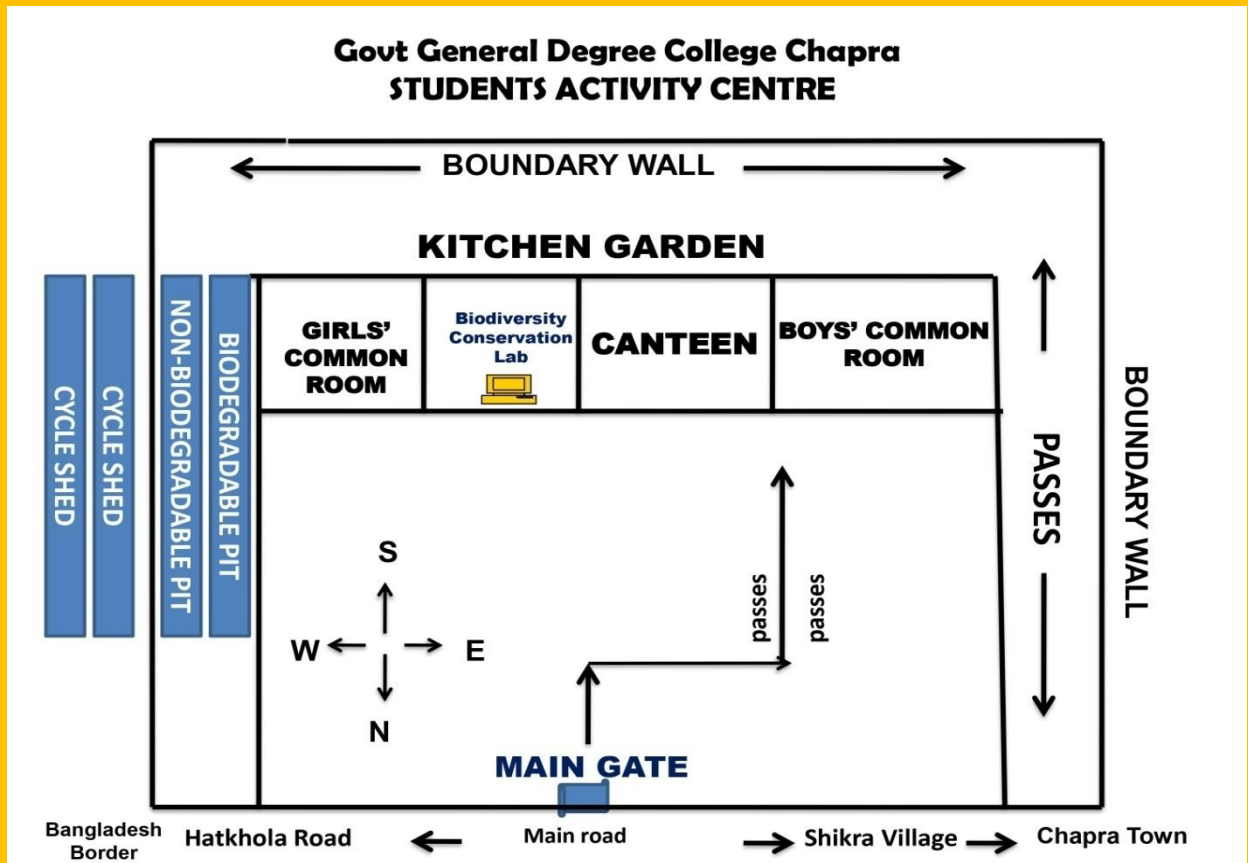 Govt General Degree College Chapra
STUDENTS ACTIVITY CENTRE
BOUNDARY WALL
KITCHEN GARDEN
CYCLE SHED
CYCLE SHED
NON-BIODEGRADABLE PIT
BIODEGRADABLE PIT
GIRLS'
COMMON
ROOM
Biodiversity
Conservation
Lab
CANTEEN
BOYS' COMMON
ROOM
PASSES
BOUNDARY WALL
S
W
E
N
passes
passes
MAIN GATE
Bangladesh
Border
Hatkhola Road
Main road
Shikra Village
Chapra Town